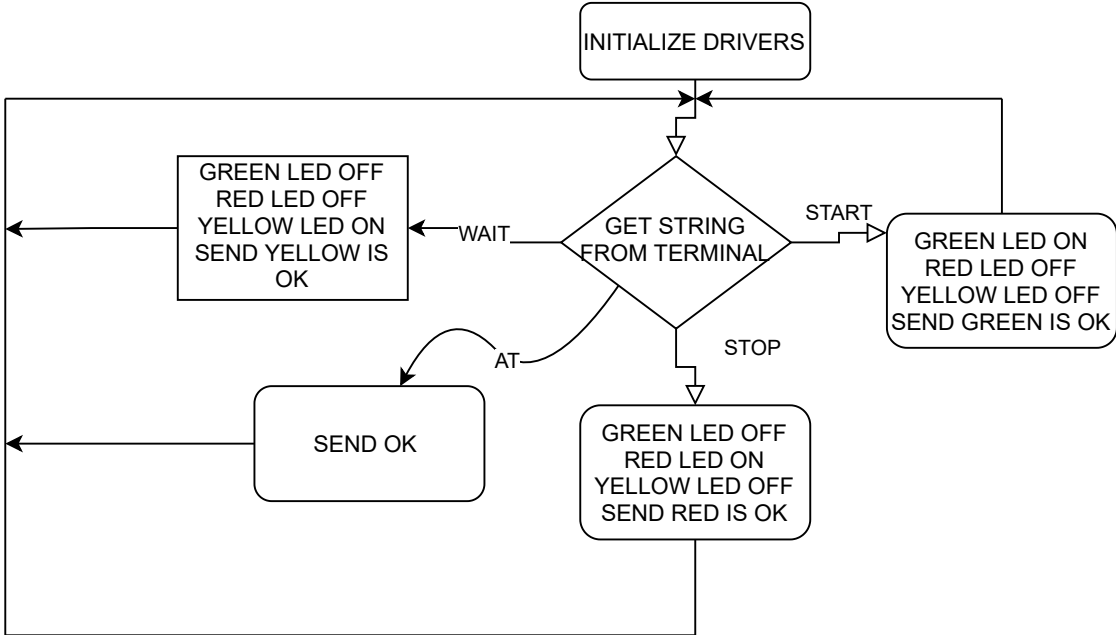 INITIALIZE DRIVERS
GREEN LED OFF
RED LED OFF
YELLOW LED ON
SEND YELLOW IS
OK
WAIT
GET STRING
FROM TERMINAL
START
GREEN LED ON
RED LED OFF
YELLOW LED OFF
SEND GREEN IS OK
AT
STOP
SEND OK
GREEN LED OFF
RED LED ON
YELLOW LED OFF
SEND RED IS OK